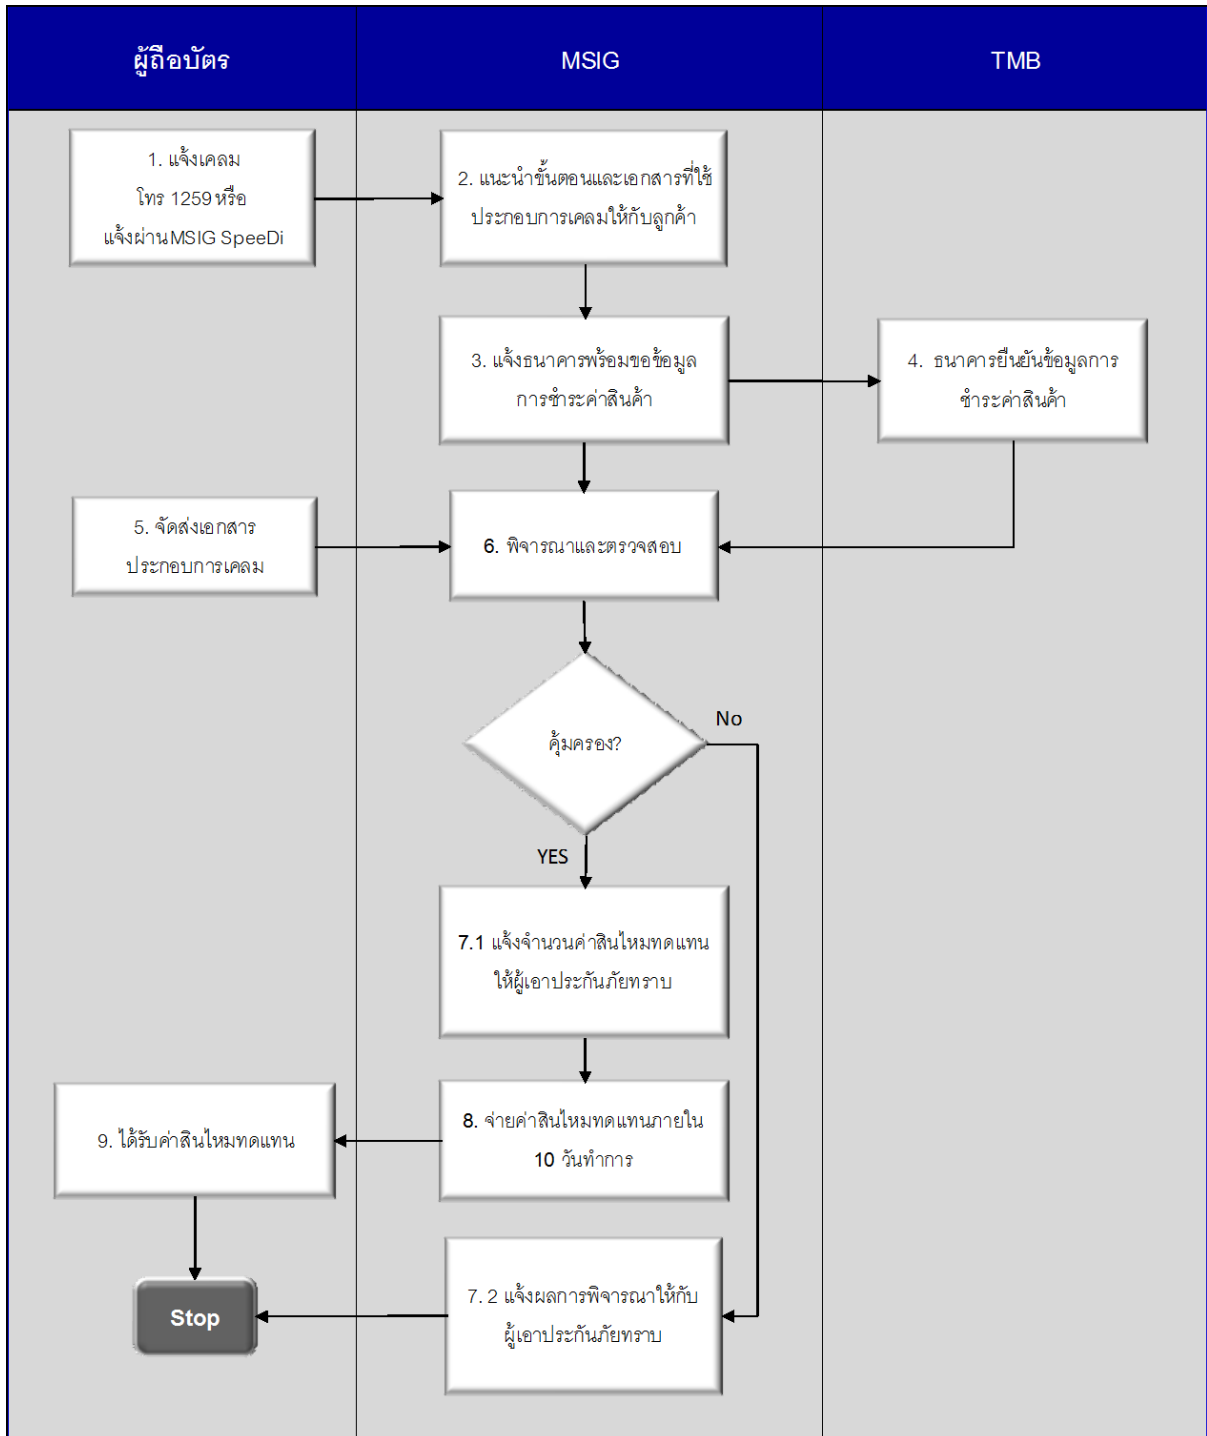 ผู้ถือบัตร
MSIG
TMB
1. แจ้งเคลม
โทร 1259 หรือ
แจ้งผ่าน MSIG SpeeDi
2. แนะนำขั้นตอนและเอกสารที่ใช้
ประกอบการเคลมให้กับลูกค้า
3. แจ้งธนาคารพร้อมขอข้อมูล
การชำระค่าสินค้า
4. ธนาคารยืนยันข้อมูลการ
ชำระค่าสินค้า
5. จัดส่งเอกสาร
ประกอบการเคลม
6. พิจารณาและตรวจสอบ
คุ้มครอง?
No
YES
7.1 แจ้งจำนวนค่าสินไหมทดแทน
ให้ผู้เอาประกันภัยทราบ
8. จ่ายค่าสินไหมทดแทนภายใน
10 วันทำการ
9. ได้รับค่าสินไหมทดแทน
7. 2 แจ้งผลการพิจารณาให้กับ
ผู้เอาประกันภัยทราบ
Stop